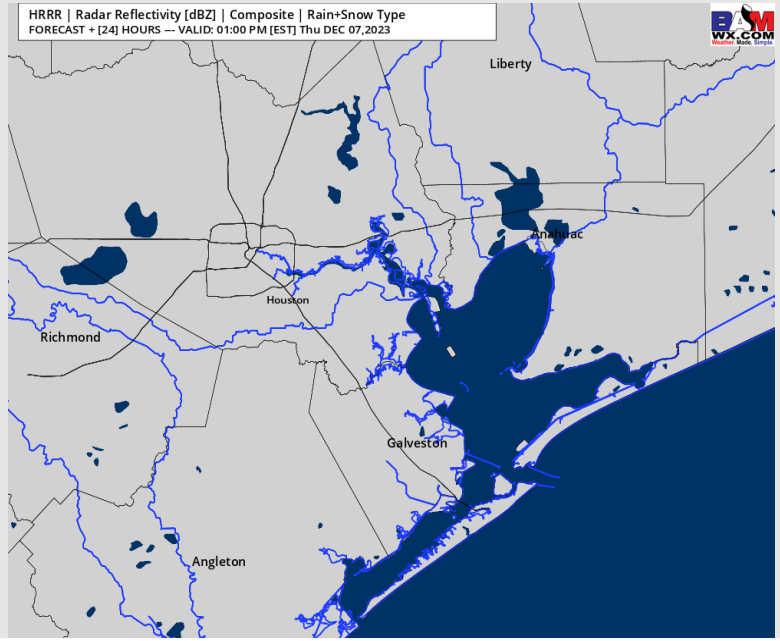 HRRR | Radar Reflectivity [dBZ] | Composite | Rain+Snow Type
FORECAST + [24] HOURS --- VALID: 01:00 PM [EST] Thu DEC 07,2023
BAM
WX.COM
Weather. Made. Simple.
Liberty
Anahuac
Houston
Richmond
Galveston
Angleton